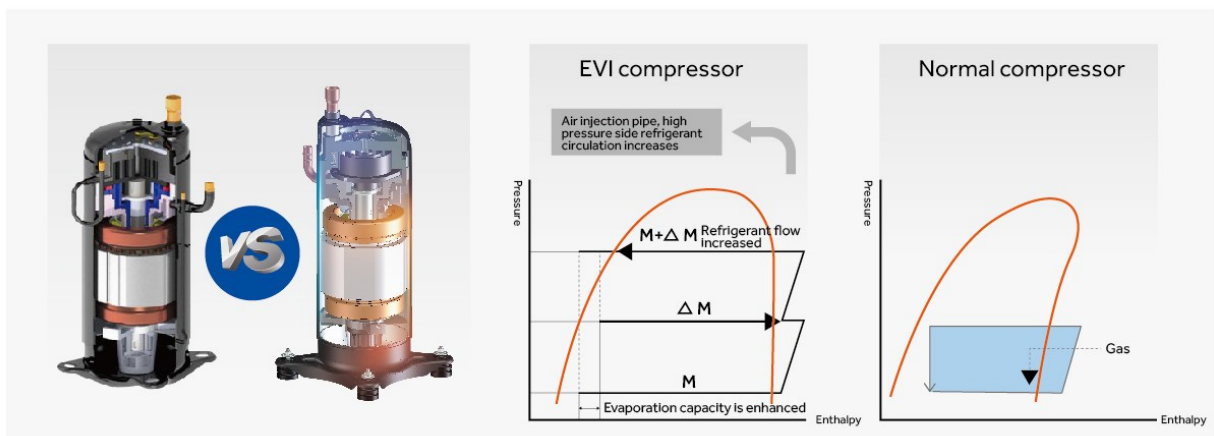 VS
EVI compressor
Air injection pipe, high
pressure side refrigerant
circulation increases
Pressure
M+△ M Refrigerant flow
increased
△ M
M
Evaporation capacity is enhanced
Enthalpy
Normal compressor
Pressure
Gas
Enthalpy